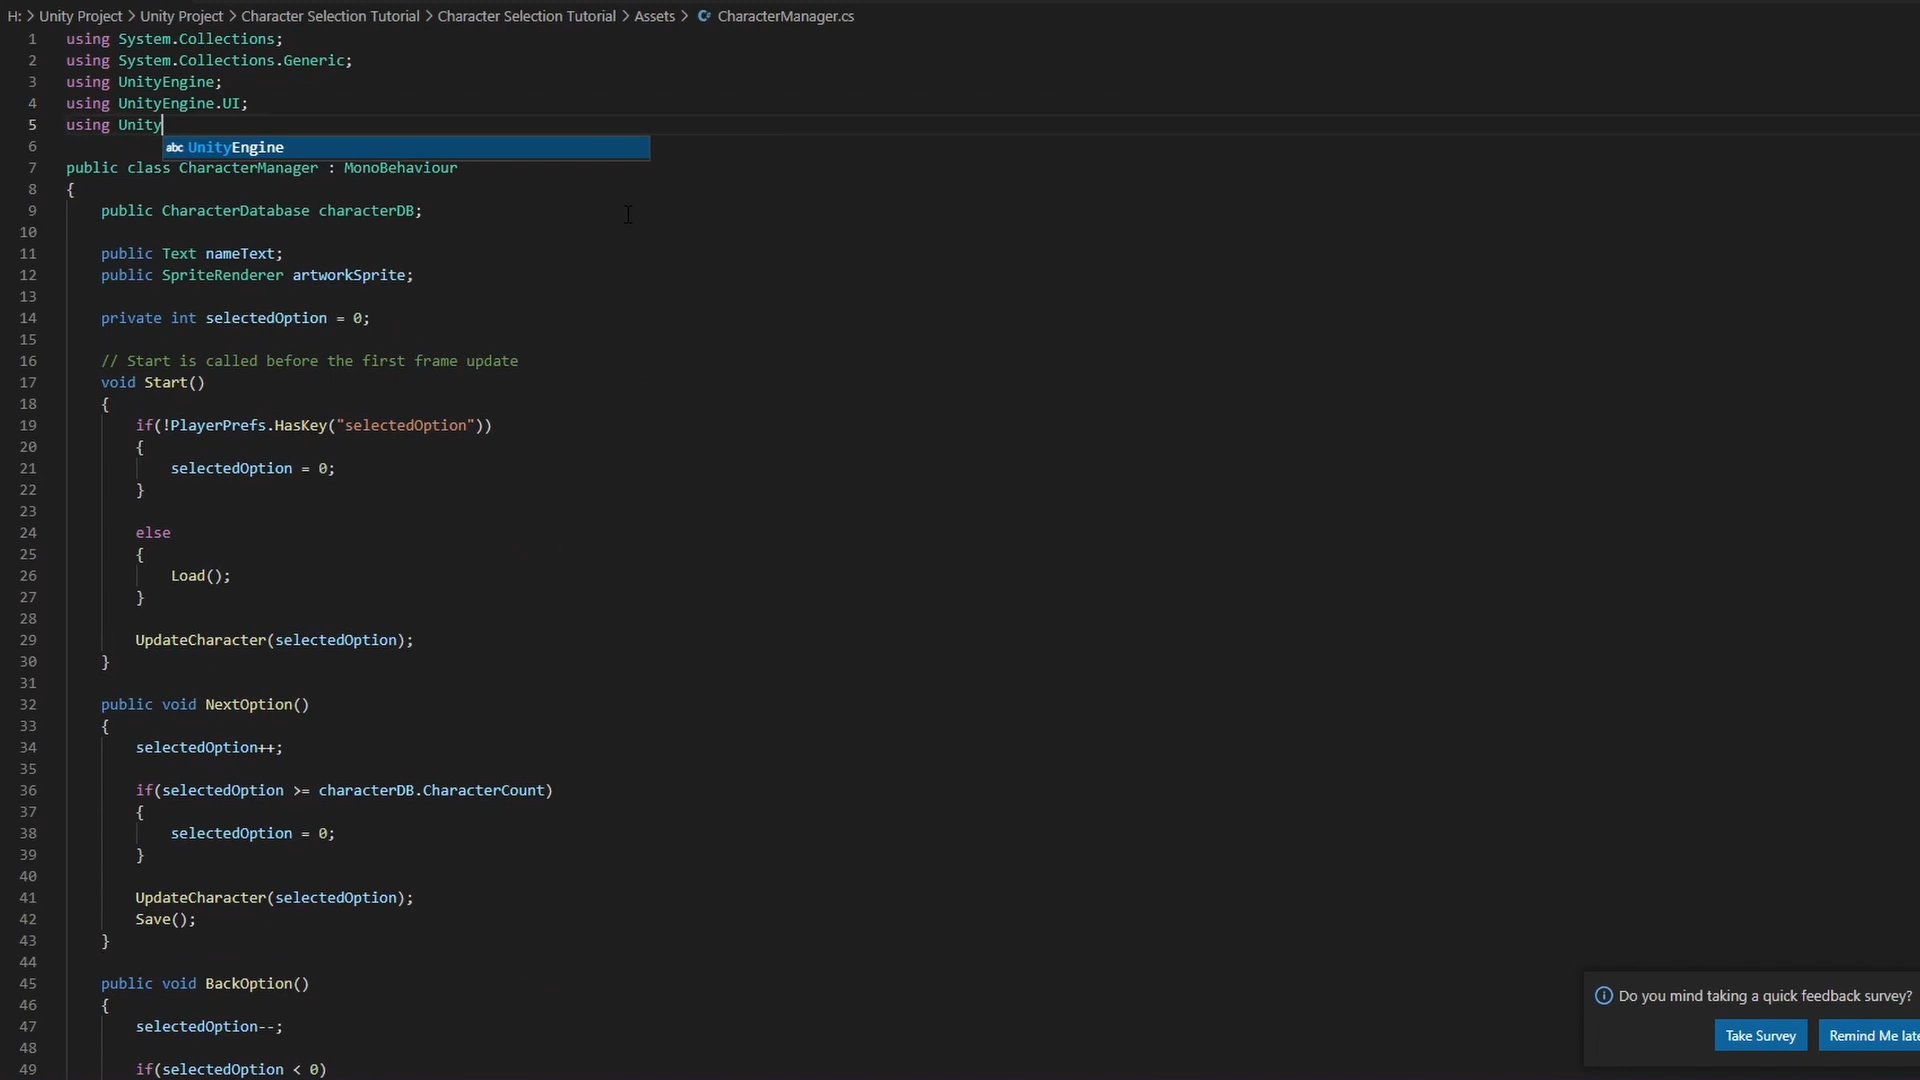 H: > Unity Project > Unity Project > Character Selection Tutorial > Character Selection Tutorial > Assets > CharacterManager.cs
1 using System.Collections;
2 using System.Collections.Generic;
3 using UnityEngine;
4 using UnityEngine.UI;
5 using Unity
abc UnityEngine
6
7 public class CharacterManager : MonoBehaviour
8 {
9 public CharacterDatabase characterDB;
10
11 public Text nameText;
12 public SpriteRenderer artworkSprite;
13
14 private int selectedOption = 0;
15
16 // Start is called before the first frame update
17 void Start()
18 {
19 if(!PlayerPrefs.HasKey("selectedOption"))
20 {
21 selectedOption = 0;
22 }
23
24 else
25 {
26 Load();
27 }
28
29 UpdateCharacter(selectedOption);
30 }
31
32 public void NextOption()
33 {
34 selectedOption++;
35
36 if(selectedOption >= characterDB.CharacterCount)
37 {
38 selectedOption = 0;
39 }
40
41 UpdateCharacter(selectedOption);
42 Save();
43 }
44
45 public void BackOption()
46 {
47 selectedOption--;
48
49 if(selectedOption < 0)
Do you mind taking a quick feedback survey?
Take Survey
Remind Me late